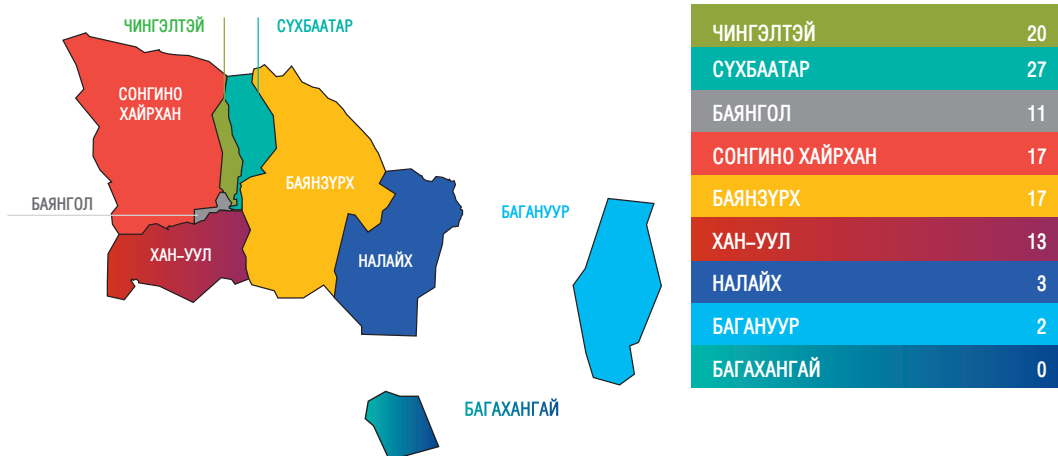 ЧИНГЭЛТЭЙ
СҮХБААТАР
СОНГИНО
ХАЙРХАН
БАЯНЗҮРХ
БАЯНГОЛ
ХАН–УУЛ
НАЛАЙХ
БАГАНУУР
БАГАХАНГАЙ
ЧИНГЭЛТЭЙ 20
СҮХБААТАР 27
БАЯНГОЛ 11
СОНГИНО ХАЙРХАН 17
БАЯНЗҮРХ 17
ХАН–УУЛ 13
НАЛАЙХ 3
БАГАНУУР 2
БАГАХАНГАЙ 0